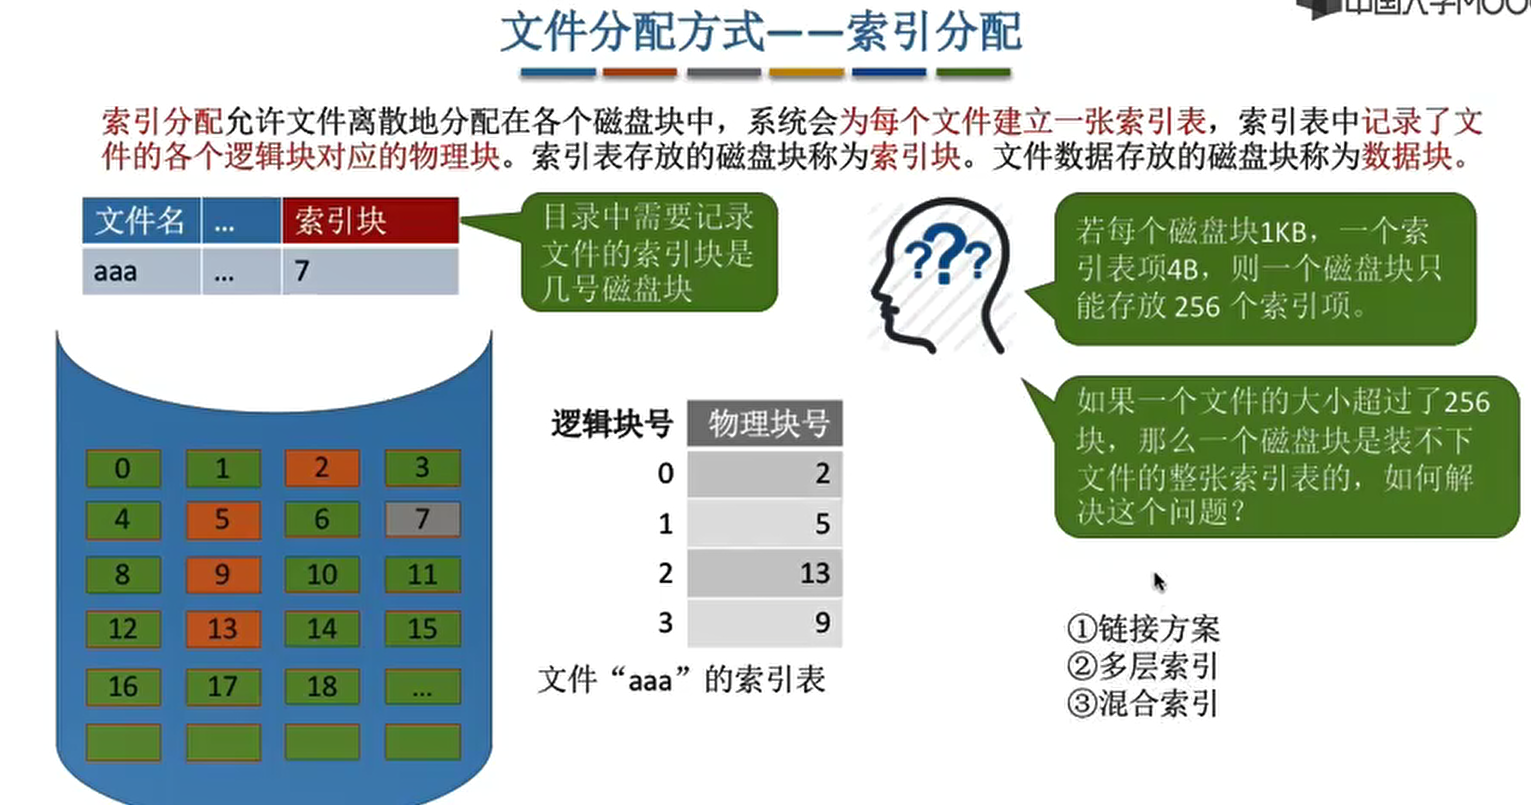 中国大学MOOC
文件分配方式——索引分配
索引分配允许文件离散地分配在各个磁盘块中，系统会为每个文件建立一张索引表，索引表中记录了文
件的各个逻辑块对应的物理块。索引表存放的磁盘块称为索引块。文件数据存放的磁盘块称为数据块。
文件名 ... 索引块
aaa ... 7
目录中需要记录
文件的索引块是
几号磁盘块
???
若每个磁盘块1KB，一个索
引表项4B，则一个磁盘块只
能存放 256 个索引项。
如果一个文件的大小超过了256
块，那么一个磁盘块是装不下
文件的整张索引表的，如何解
决这个问题？
0 1 2 3
4 5 6 7
8 9 10 11
12 13 14 15
16 17 18 ...
逻辑块号 物理块号
0 2
1 5
2 13
3 9
文件“aaa”的索引表
①链接方案
②多层索引
③混合索引